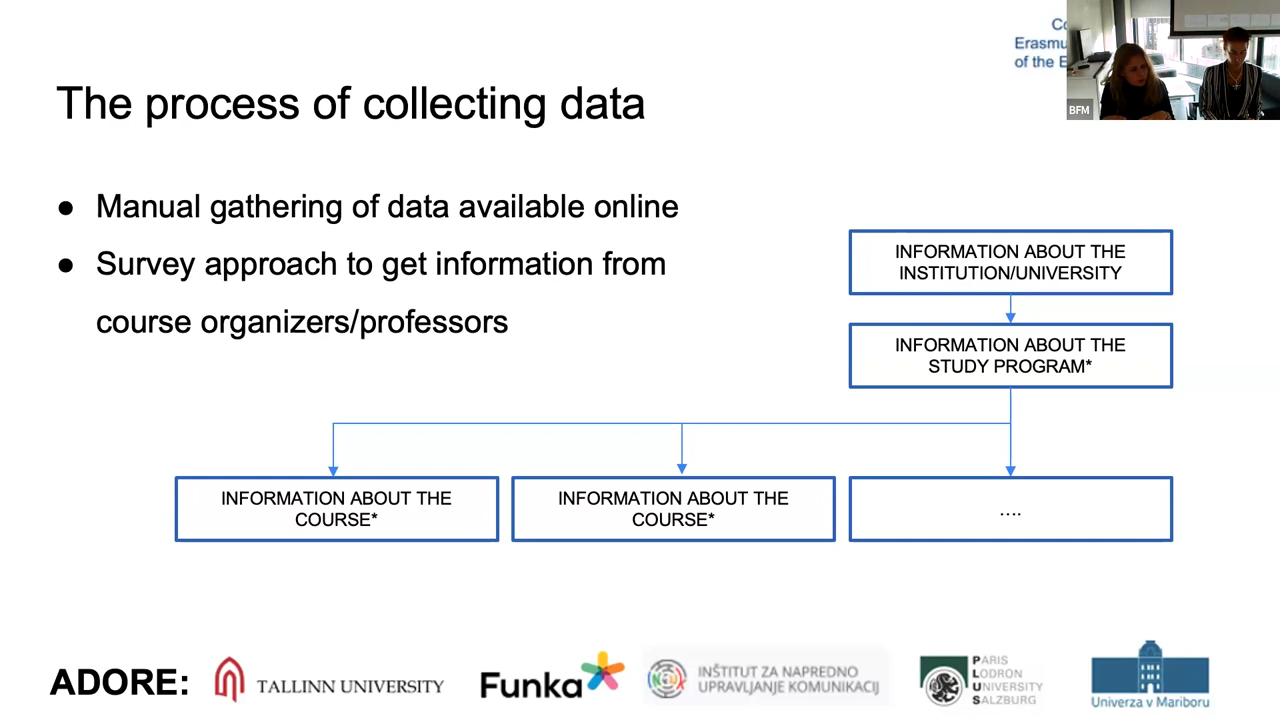 Co
Erasmu
of the E
BFM
The process of collecting data
● Manual gathering of data available online
● Survey approach to get information from
course organizers/professors
INFORMATION ABOUT THE
INSTITUTION/UNIVERSITY
INFORMATION ABOUT THE
STUDY PROGRAM*
INFORMATION ABOUT THE
COURSE*
INFORMATION ABOUT THE
COURSE*
....
ADORE:
TALLINN UNIVERSITY
Funka
INŠTITUT ZA NAPREDNO
UPRAVLJANJE KOMUNIKACIJ
PLUS
PARIS
LODRON
UNIVERSITY
SALZBURG
Univerza v Mariboru